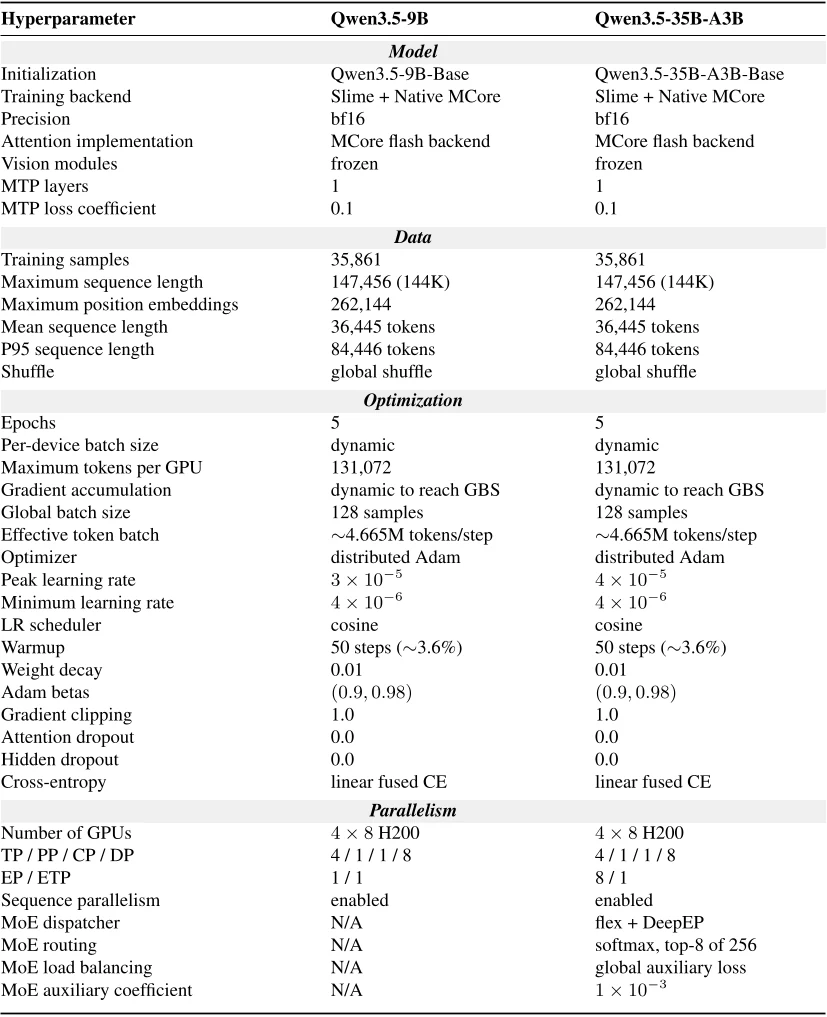 Hyperparameter Qwen3.5-9B Qwen3.5-35B-A3B
Model
Initialization Qwen3.5-9B-Base Qwen3.5-35B-A3B-Base
Training backend Slime + Native MCore Slime + Native MCore
Precision bf16 bf16
Attention implementation MCore flash backend MCore flash backend
Vision modules frozen frozen
MTP layers 1 1
MTP loss coefficient 0.1 0.1
Data
Training samples 35,861 35,861
Maximum sequence length 147,456 (144K) 147,456 (144K)
Maximum position embeddings 262,144 262,144
Mean sequence length 36,445 tokens 36,445 tokens
P95 sequence length 84,446 tokens 84,446 tokens
Shuffle global shuffle global shuffle
Optimization
Epochs 5 5
Per-device batch size dynamic dynamic
Maximum tokens per GPU 131,072 131,072
Gradient accumulation dynamic to reach GBS dynamic to reach GBS
Global batch size 128 samples 128 samples
Effective token batch ∼4.665M tokens/step ∼4.665M tokens/step
Optimizer distributed Adam distributed Adam
Peak learning rate 3 × 10⁻⁵ 4 × 10⁻⁵
Minimum learning rate 4 × 10⁻⁶ 4 × 10⁻⁶
LR scheduler cosine cosine
Warmup 50 steps (∼3.6%) 50 steps (∼3.6%)
Weight decay 0.01 0.01
Adam betas (0.9, 0.98) (0.9, 0.98)
Gradient clipping 1.0 1.0
Attention dropout 0.0 0.0
Hidden dropout 0.0 0.0
Cross-entropy linear fused CE linear fused CE
Parallelism
Number of GPUs 4 × 8 H200 4 × 8 H200
TP / PP / CP / DP 4 / 1 / 1 / 8 4 / 1 / 1 / 8
EP / ETP 1 / 1 8 / 1
Sequence parallelism enabled enabled
MoE dispatcher N/A flex + DeepEP
MoE routing N/A softmax, top-8 of 256
MoE load balancing N/A global auxiliary loss
MoE auxiliary coefficient N/A 1 × 10⁻³